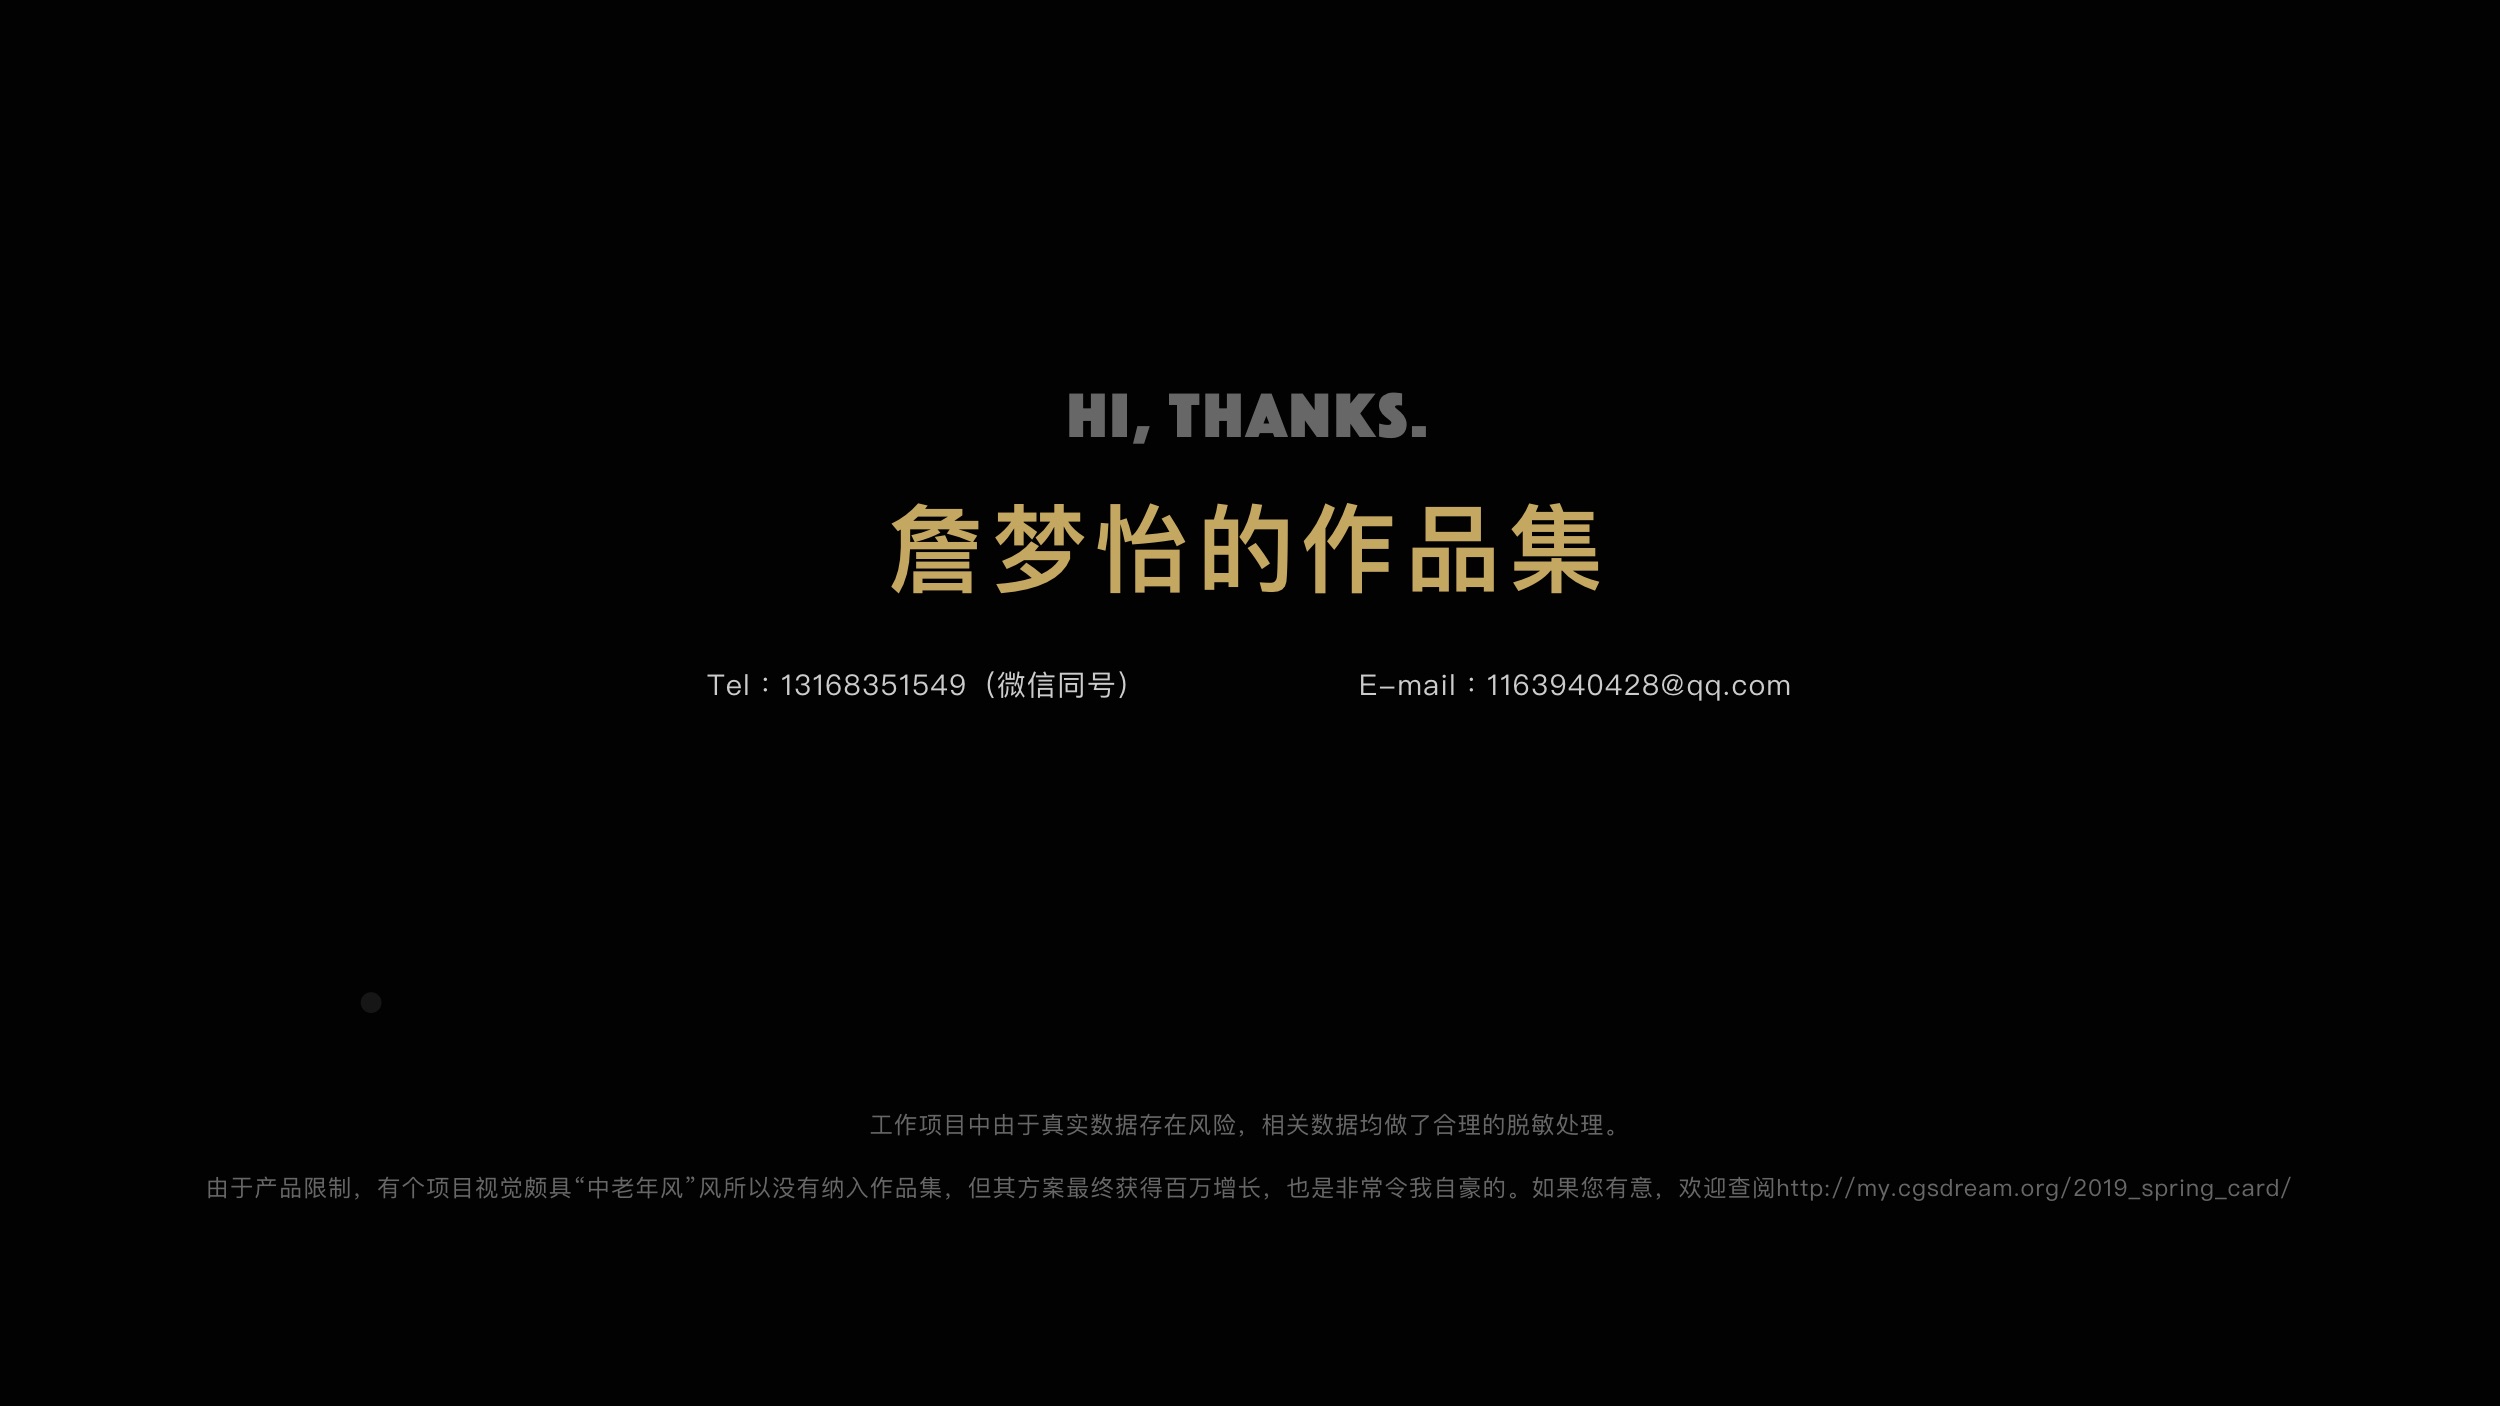 HI, THANKS.
詹梦怡的作品集
Tel：13168351549（微信同号）
E-mail：1163940428@qq.com
工作项目中由于真实数据存在风险，相关数据均做了合理的脱敏处理。
由于产品限制，有个项目视觉颇具“中老年风”风所以没有纳入作品集，但其方案最终获得百万增长，也是非常令我自豪的。如果您有意，欢迎查阅http://my.cgsdream.org/2019_spring_card/